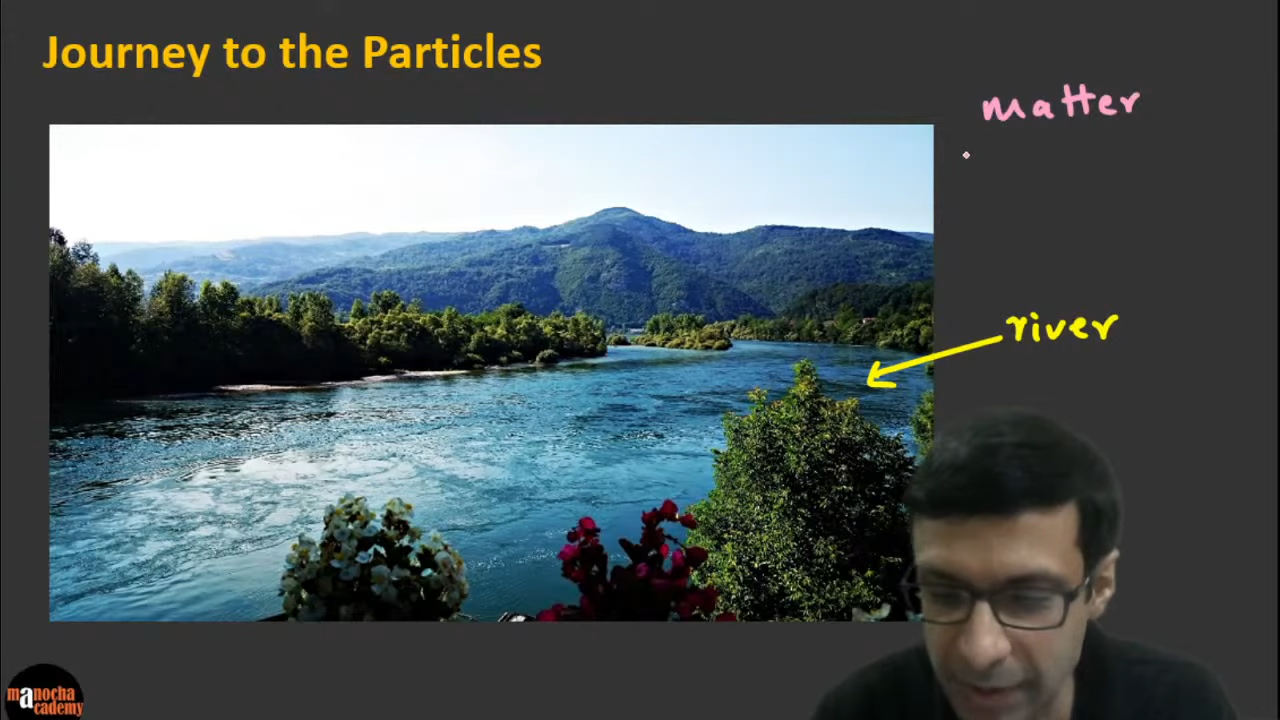 Journey to the Particles
matter
river
manocha
academy